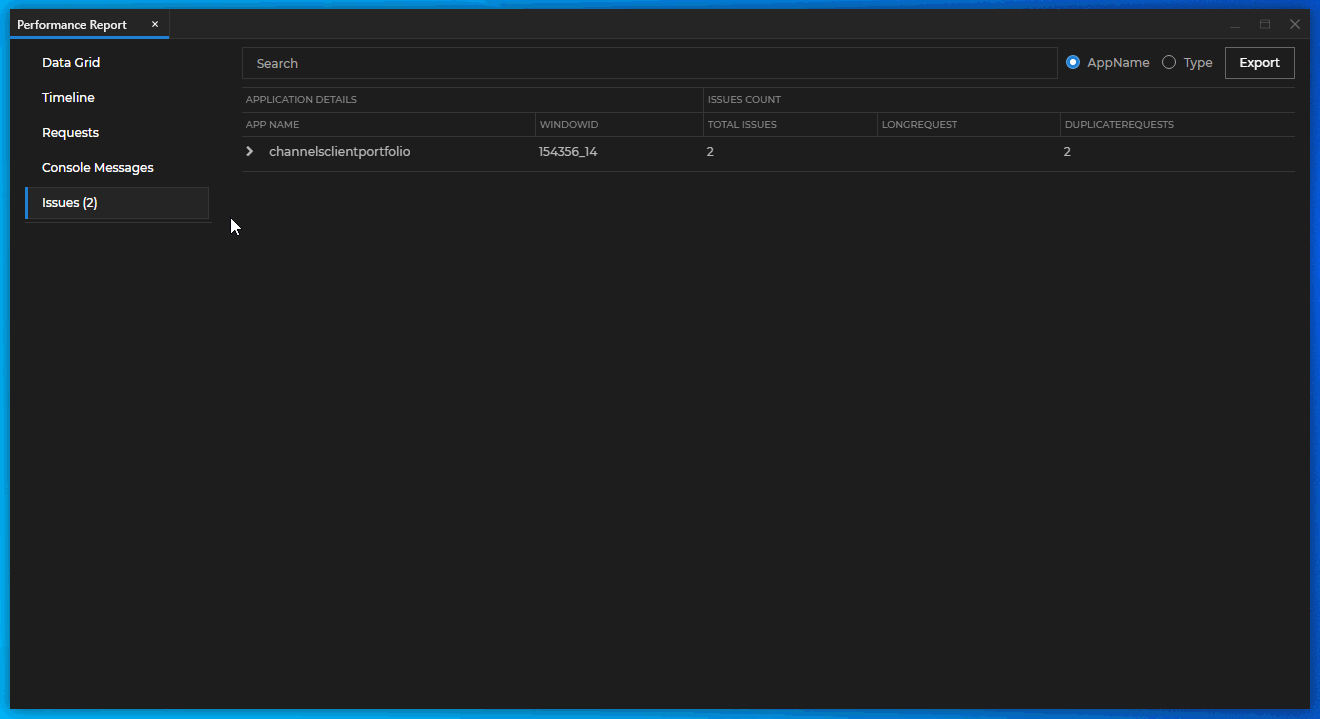 Performance Report ×
Data Grid
Timeline
Requests
Console Messages
Issues (2)
Search
AppName
Type
Export
APPLICATION DETAILS ISSUES COUNT
APP NAME WINDOWID TOTAL ISSUES LONGREQUEST DUPLICATEREQUESTS
channelsclientportfolio 154356_14 2 2